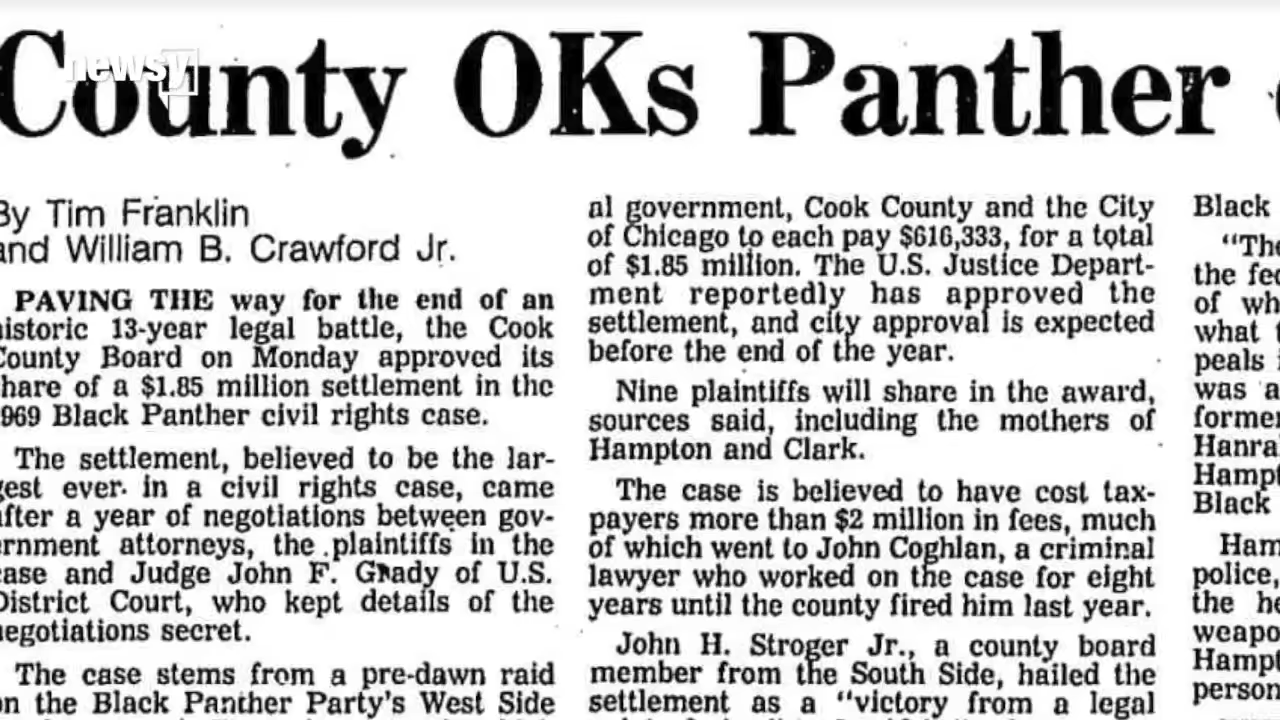 newsy
County OKs Panther
By Tim Franklin
and William B. Crawford Jr.
PAVING THE way for the end of an
historic 13-year legal battle, the Cook
County Board on Monday approved its
share of a $1.85 million settlement in the
1969 Black Panther civil rights case.
The settlement, believed to be the lar-
gest ever in a civil rights case, came
after a year of negotiations between gov-
ernment attorneys, the plaintiffs in the
case and Judge John F. Grady of U.S.
District Court, who kept details of the
negotiations secret.
The case stems from a pre-dawn raid
on the Black Panther Party's West Side
al government, Cook County and the City
of Chicago to each pay $616,333, for a total
of $1.85 million. The U.S. Justice Depart-
ment reportedly has approved the
settlement, and city approval is expected
before the end of the year.
Nine plaintiffs will share in the award,
sources said, including the mothers of
Hampton and Clark.
The case is believed to have cost tax-
payers more than $2 million in fees, much
of which went to John Coghlan, a criminal
lawyer who worked on the case for eight
years until the county fired him last year.
John H. Stroger Jr., a county board
member from the South Side, hailed the
settlement as a "victory from a legal
Black
"The
the fed
of wh
what
peals
was a
former
Hanra
Hampt
Black
Ham
police,
the he
weapo
Hampt
person